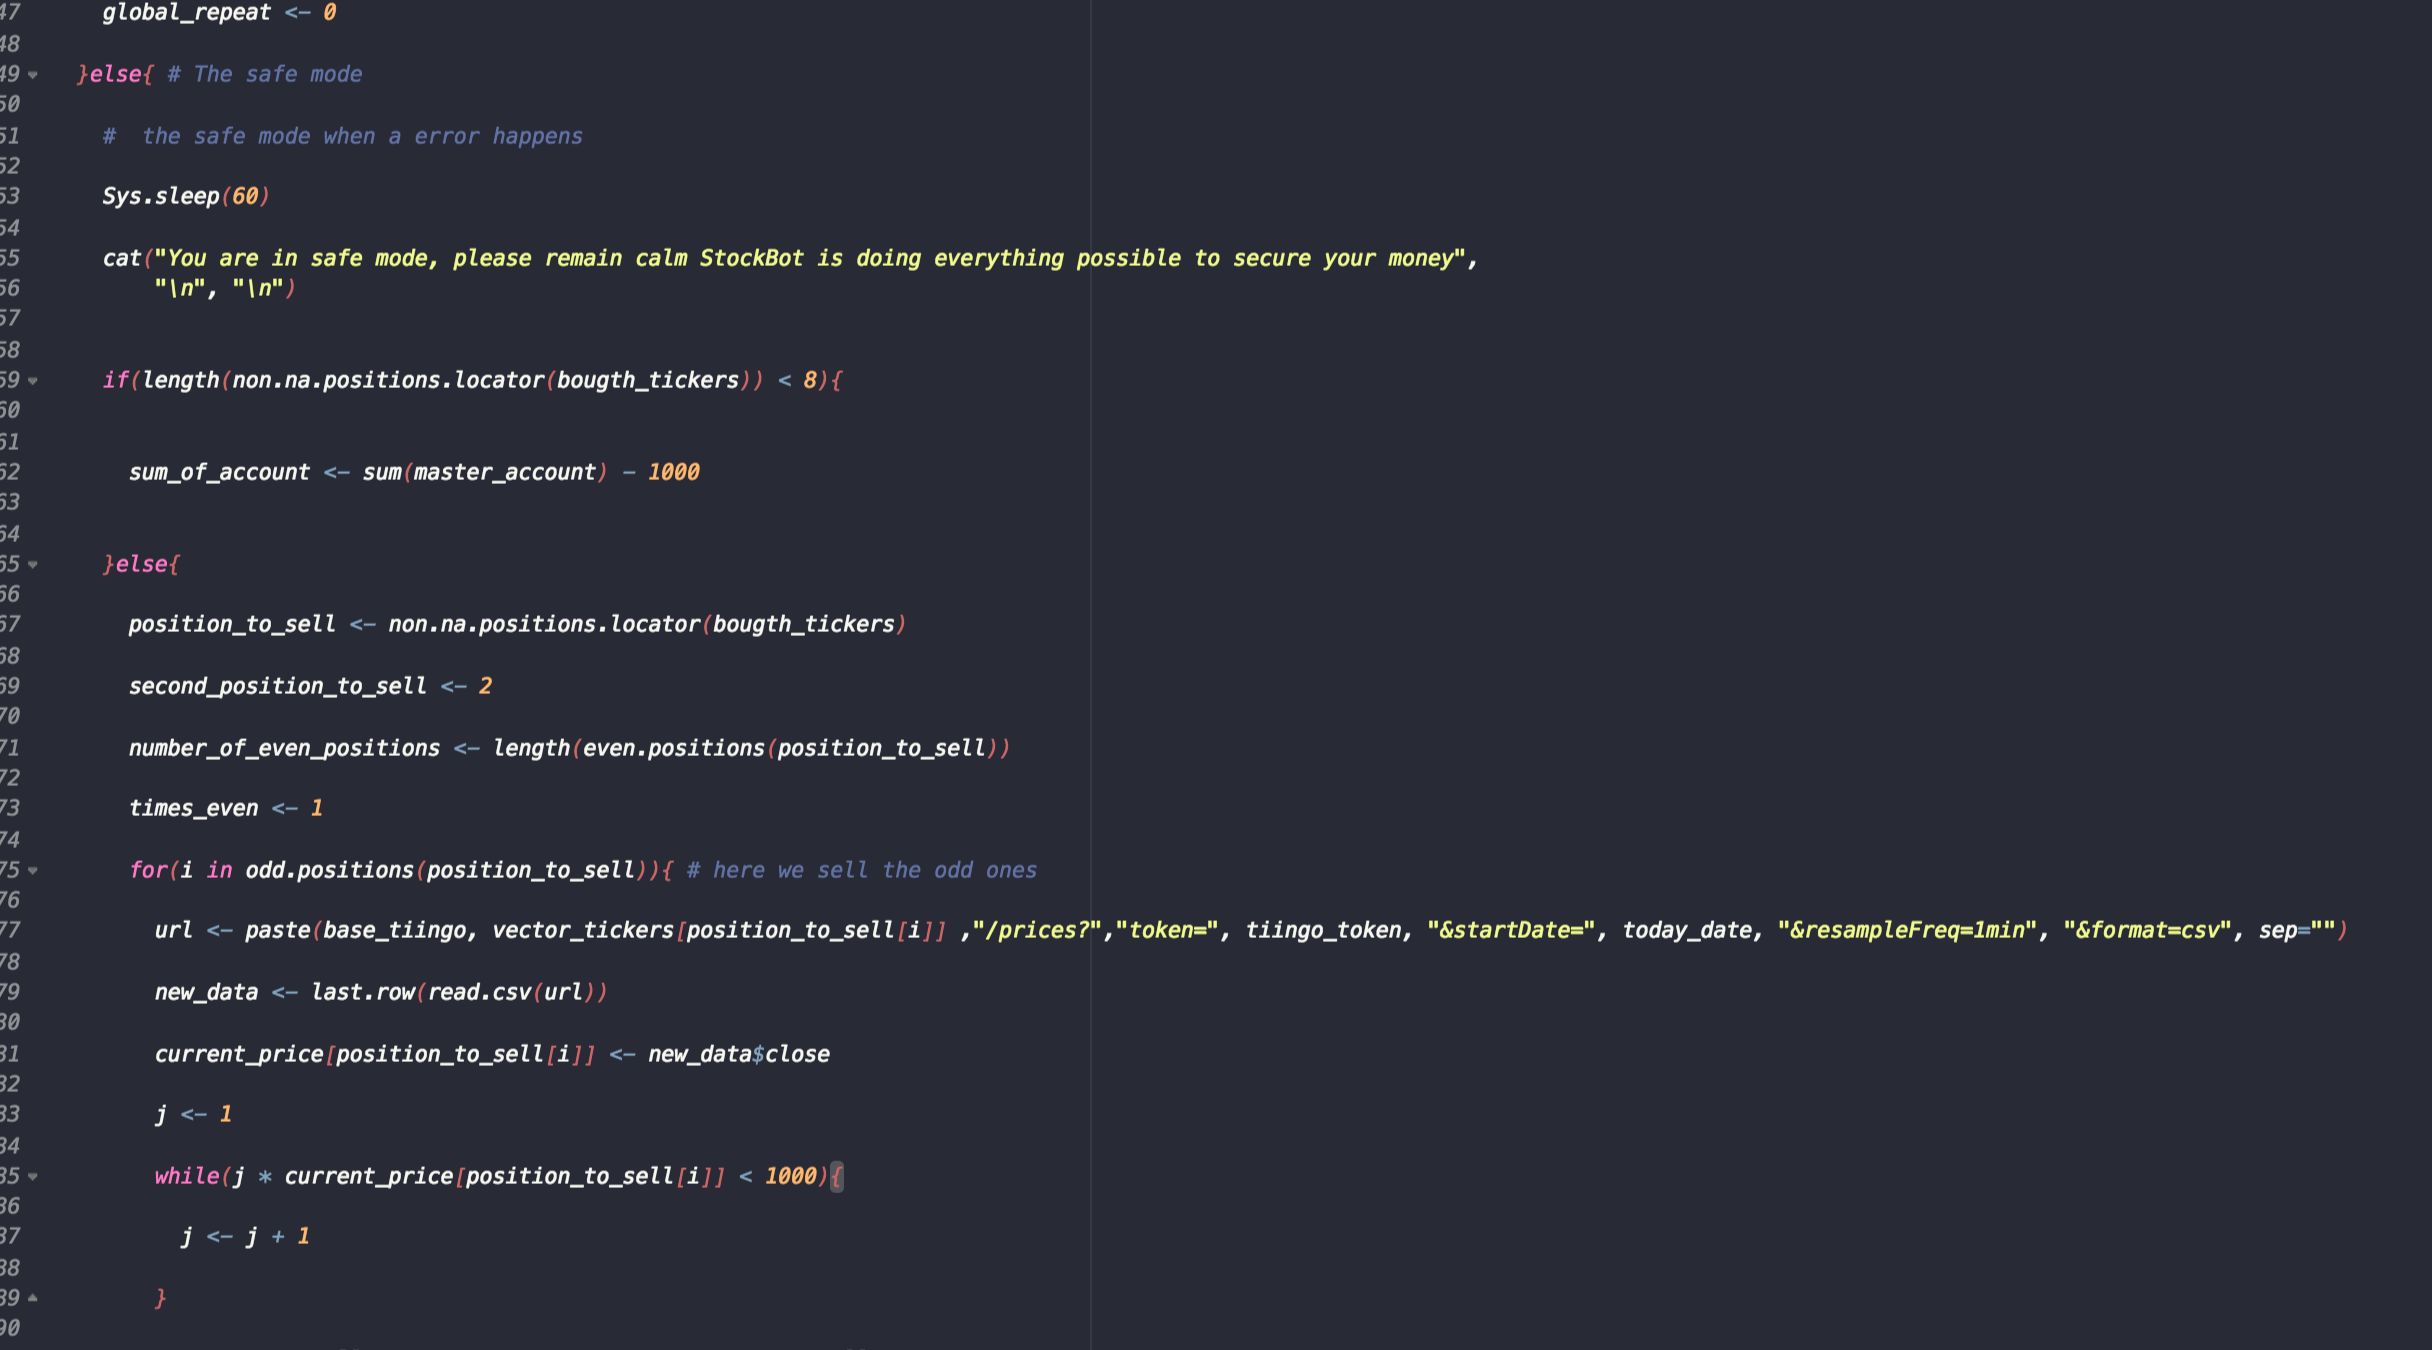 47 global_repeat <- 0
48
49 }else{ # The safe mode
50
51 #  the safe mode when a error happens
52
53 Sys.sleep(60)
54
55 cat("You are in safe mode, please remain calm StockBot is doing everything possible to secure your money",
56 "\n", "\n")
57
58
59 if(length(non.na.positions.locator(bougth_tickers)) < 8){
60
61
62 sum_of_account <- sum(master_account) - 1000
63
64
65 }else{
66
67 position_to_sell <- non.na.positions.locator(bougth_tickers)
68
69 second_position_to_sell <- 2
70
71 number_of_even_positions <- length(even.positions(position_to_sell))
72
73 times_even <- 1
74
75 for(i in odd.positions(position_to_sell)){ # here we sell the odd ones
76
77 url <- paste(base_tiingo, vector_tickers[position_to_sell[i]] ,"/prices?","token=", tiingo_token, "&startDate=", today_date, "&resampleFreq=1min", "&format=csv", sep="")
78
79 new_data <- last.row(read.csv(url))
80
81 current_price[position_to_sell[i]] <- new_data$close
82
83 j <- 1
84
85 while(j * current_price[position_to_sell[i]] < 1000){
86
87 j <- j + 1
88
89 }
90